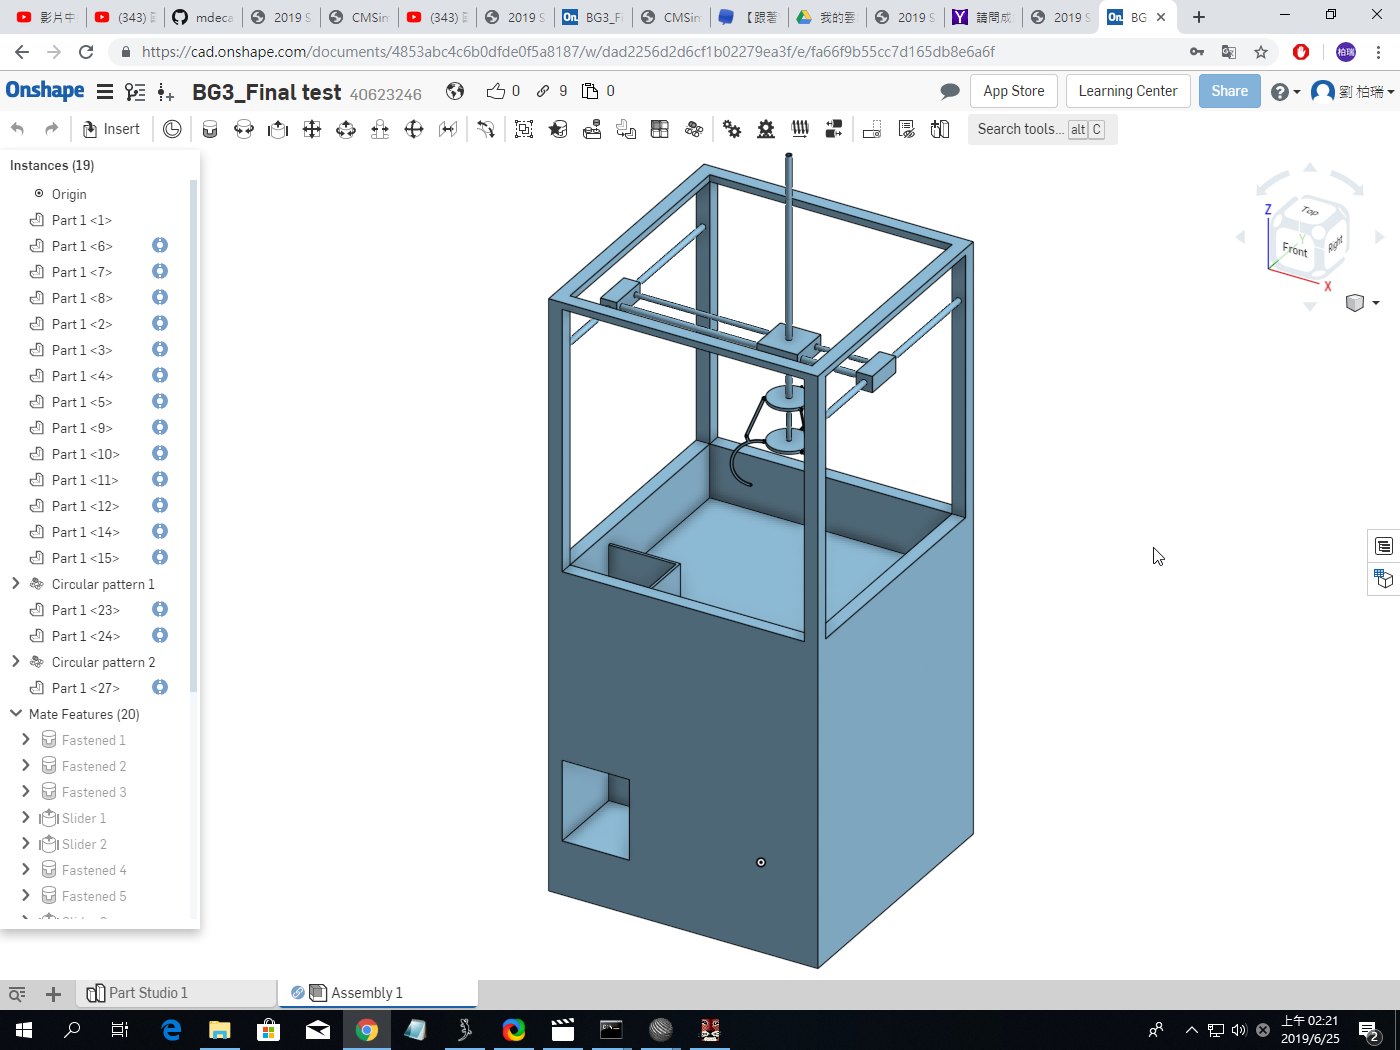 影片中
(343)
mdeca
2019 S
CMSim
(343)
2019 S
BG3_Fi
CMSim
【跟著
我的雲
2019 S
請問成
2019 S
BG
https://cad.onshape.com/documents/4853abc4c6b0dfde0f5a8187/w/dad2256d2d6cf1b02279ea3f/e/fa66f9b55cc7d165db8e6a6f
柏瑞
Onshape
BG3_Final test 40623246
0
9
0
App Store
Learning Center
Share
劉 柏瑞
Insert
Search tools... alt C
Instances (19)
Origin
Part 1 <1>
Part 1 <6>
Part 1 <7>
Part 1 <8>
Part 1 <2>
Part 1 <3>
Part 1 <4>
Part 1 <5>
Part 1 <9>
Part 1 <10>
Part 1 <11>
Part 1 <12>
Part 1 <14>
Part 1 <15>
Circular pattern 1
Part 1 <23>
Part 1 <24>
Circular pattern 2
Part 1 <27>
Mate Features (20)
Fastened 1
Fastened 2
Fastened 3
Slider 1
Slider 2
Fastened 4
Fastened 5
Z
Top
Y
Front
Right
X
Part Studio 1
Assembly 1
上午 02:21
2019/6/25
2